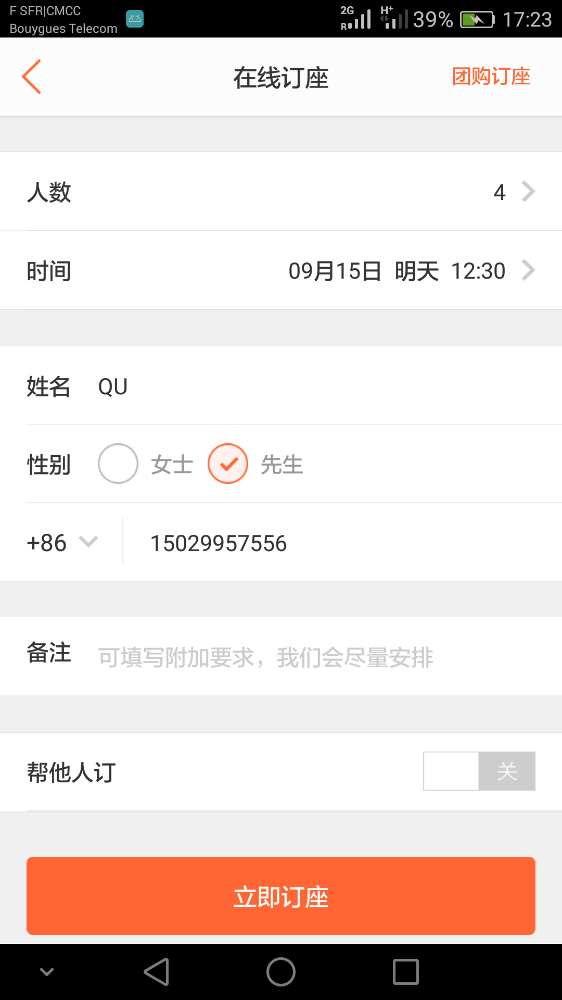 F SFR|CMCC
Bouygues Telecom
2G R H+ 39% 17:23
在线订座 团购订座
人数 4
时间 09月15日 明天 12:30
姓名 QU
性别 女士 先生
+86 15029957556
备注 可填写附加要求，我们会尽量安排
帮他人订 关
立即订座